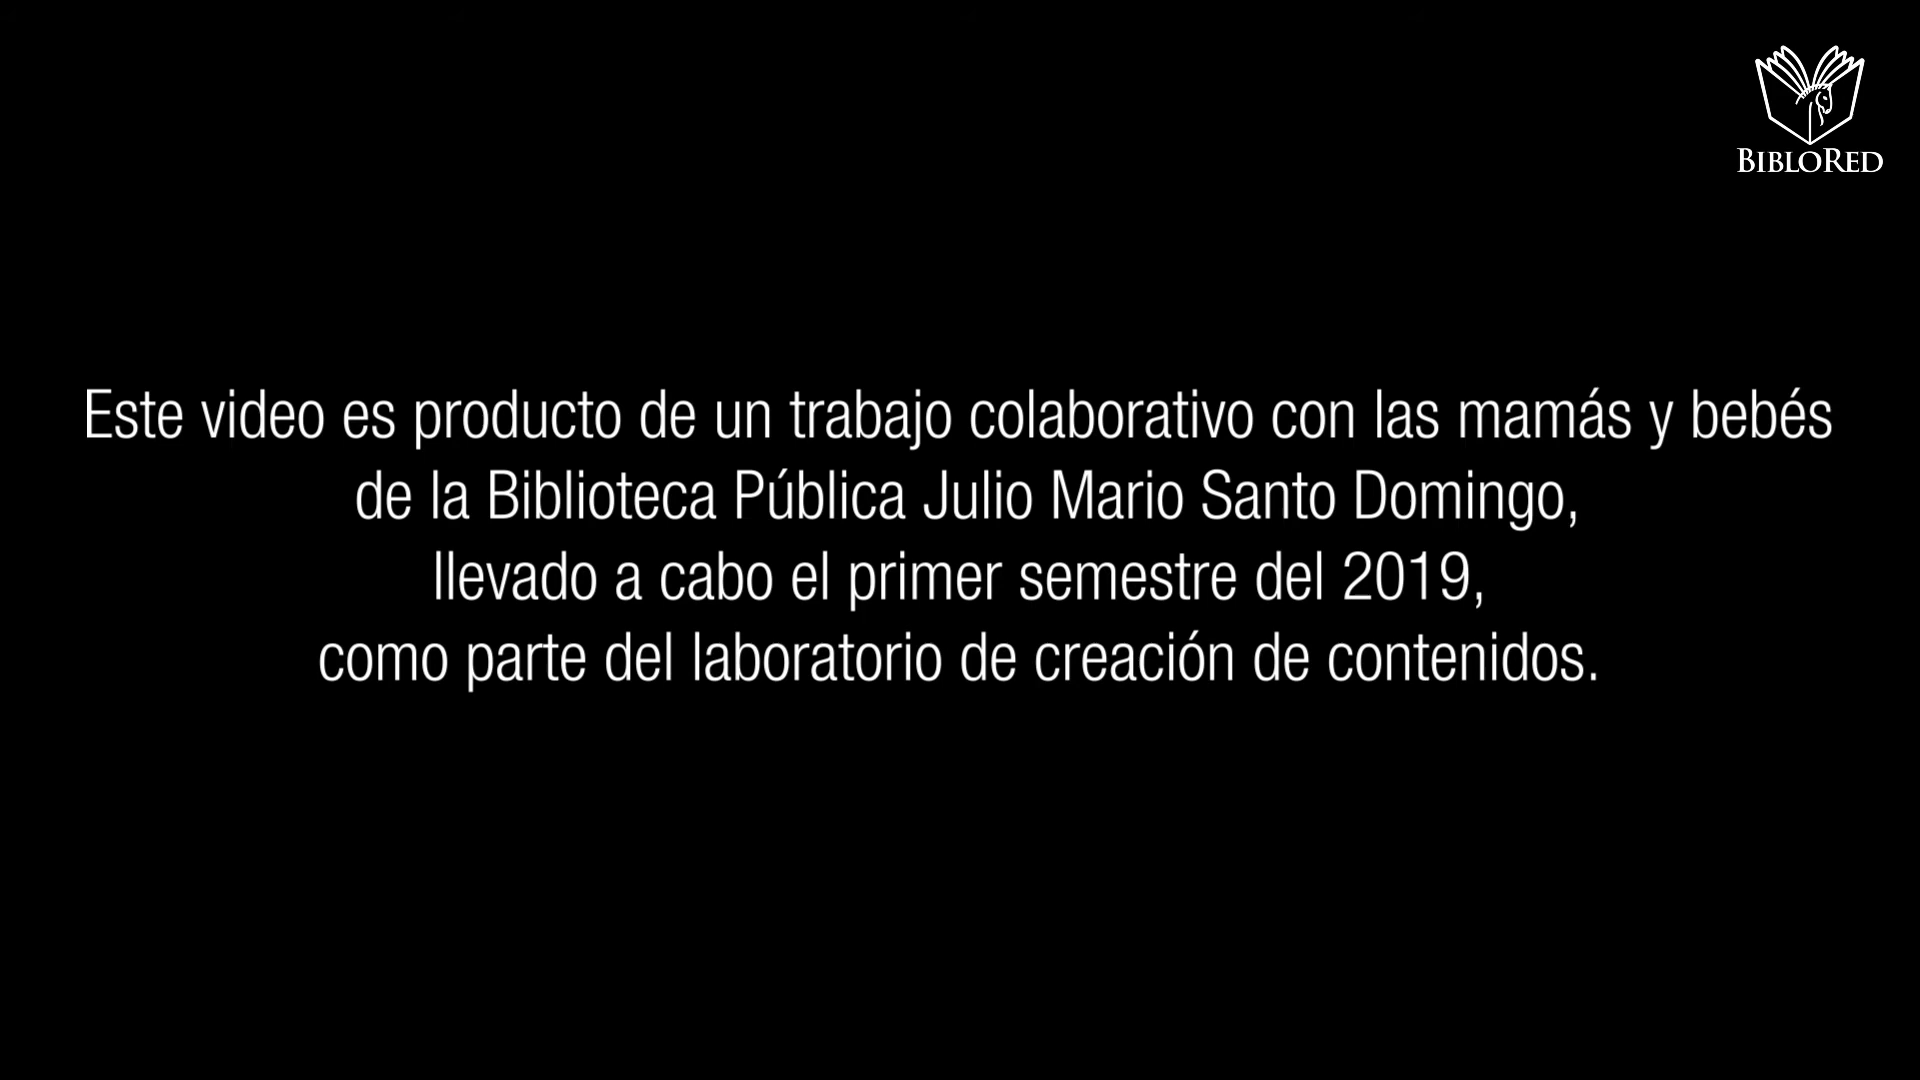 BIBLORED
Este video es producto de un trabajo colaborativo con las mamás y bebés
de la Biblioteca Pública Julio Mario Santo Domingo,
llevado a cabo el primer semestre del 2019,
como parte del laboratorio de creación de contenidos.